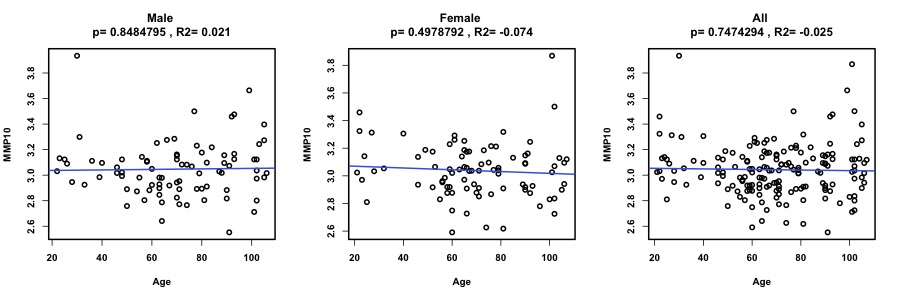 Male
p= 0.8484795 , R2= 0.021
MMP10
3.8
3.6
3.4
3.2
3.0
2.8
2.6
20 40 60 80 100
Age
Female
p= 0.4978792 , R2= -0.074
MMP10
3.8
3.6
3.4
3.2
3.0
2.8
2.6
20 40 60 80 100
Age
All
p= 0.7474294 , R2= -0.025
MMP10
3.8
3.6
3.4
3.2
3.0
2.8
2.6
20 40 60 80 100
Age